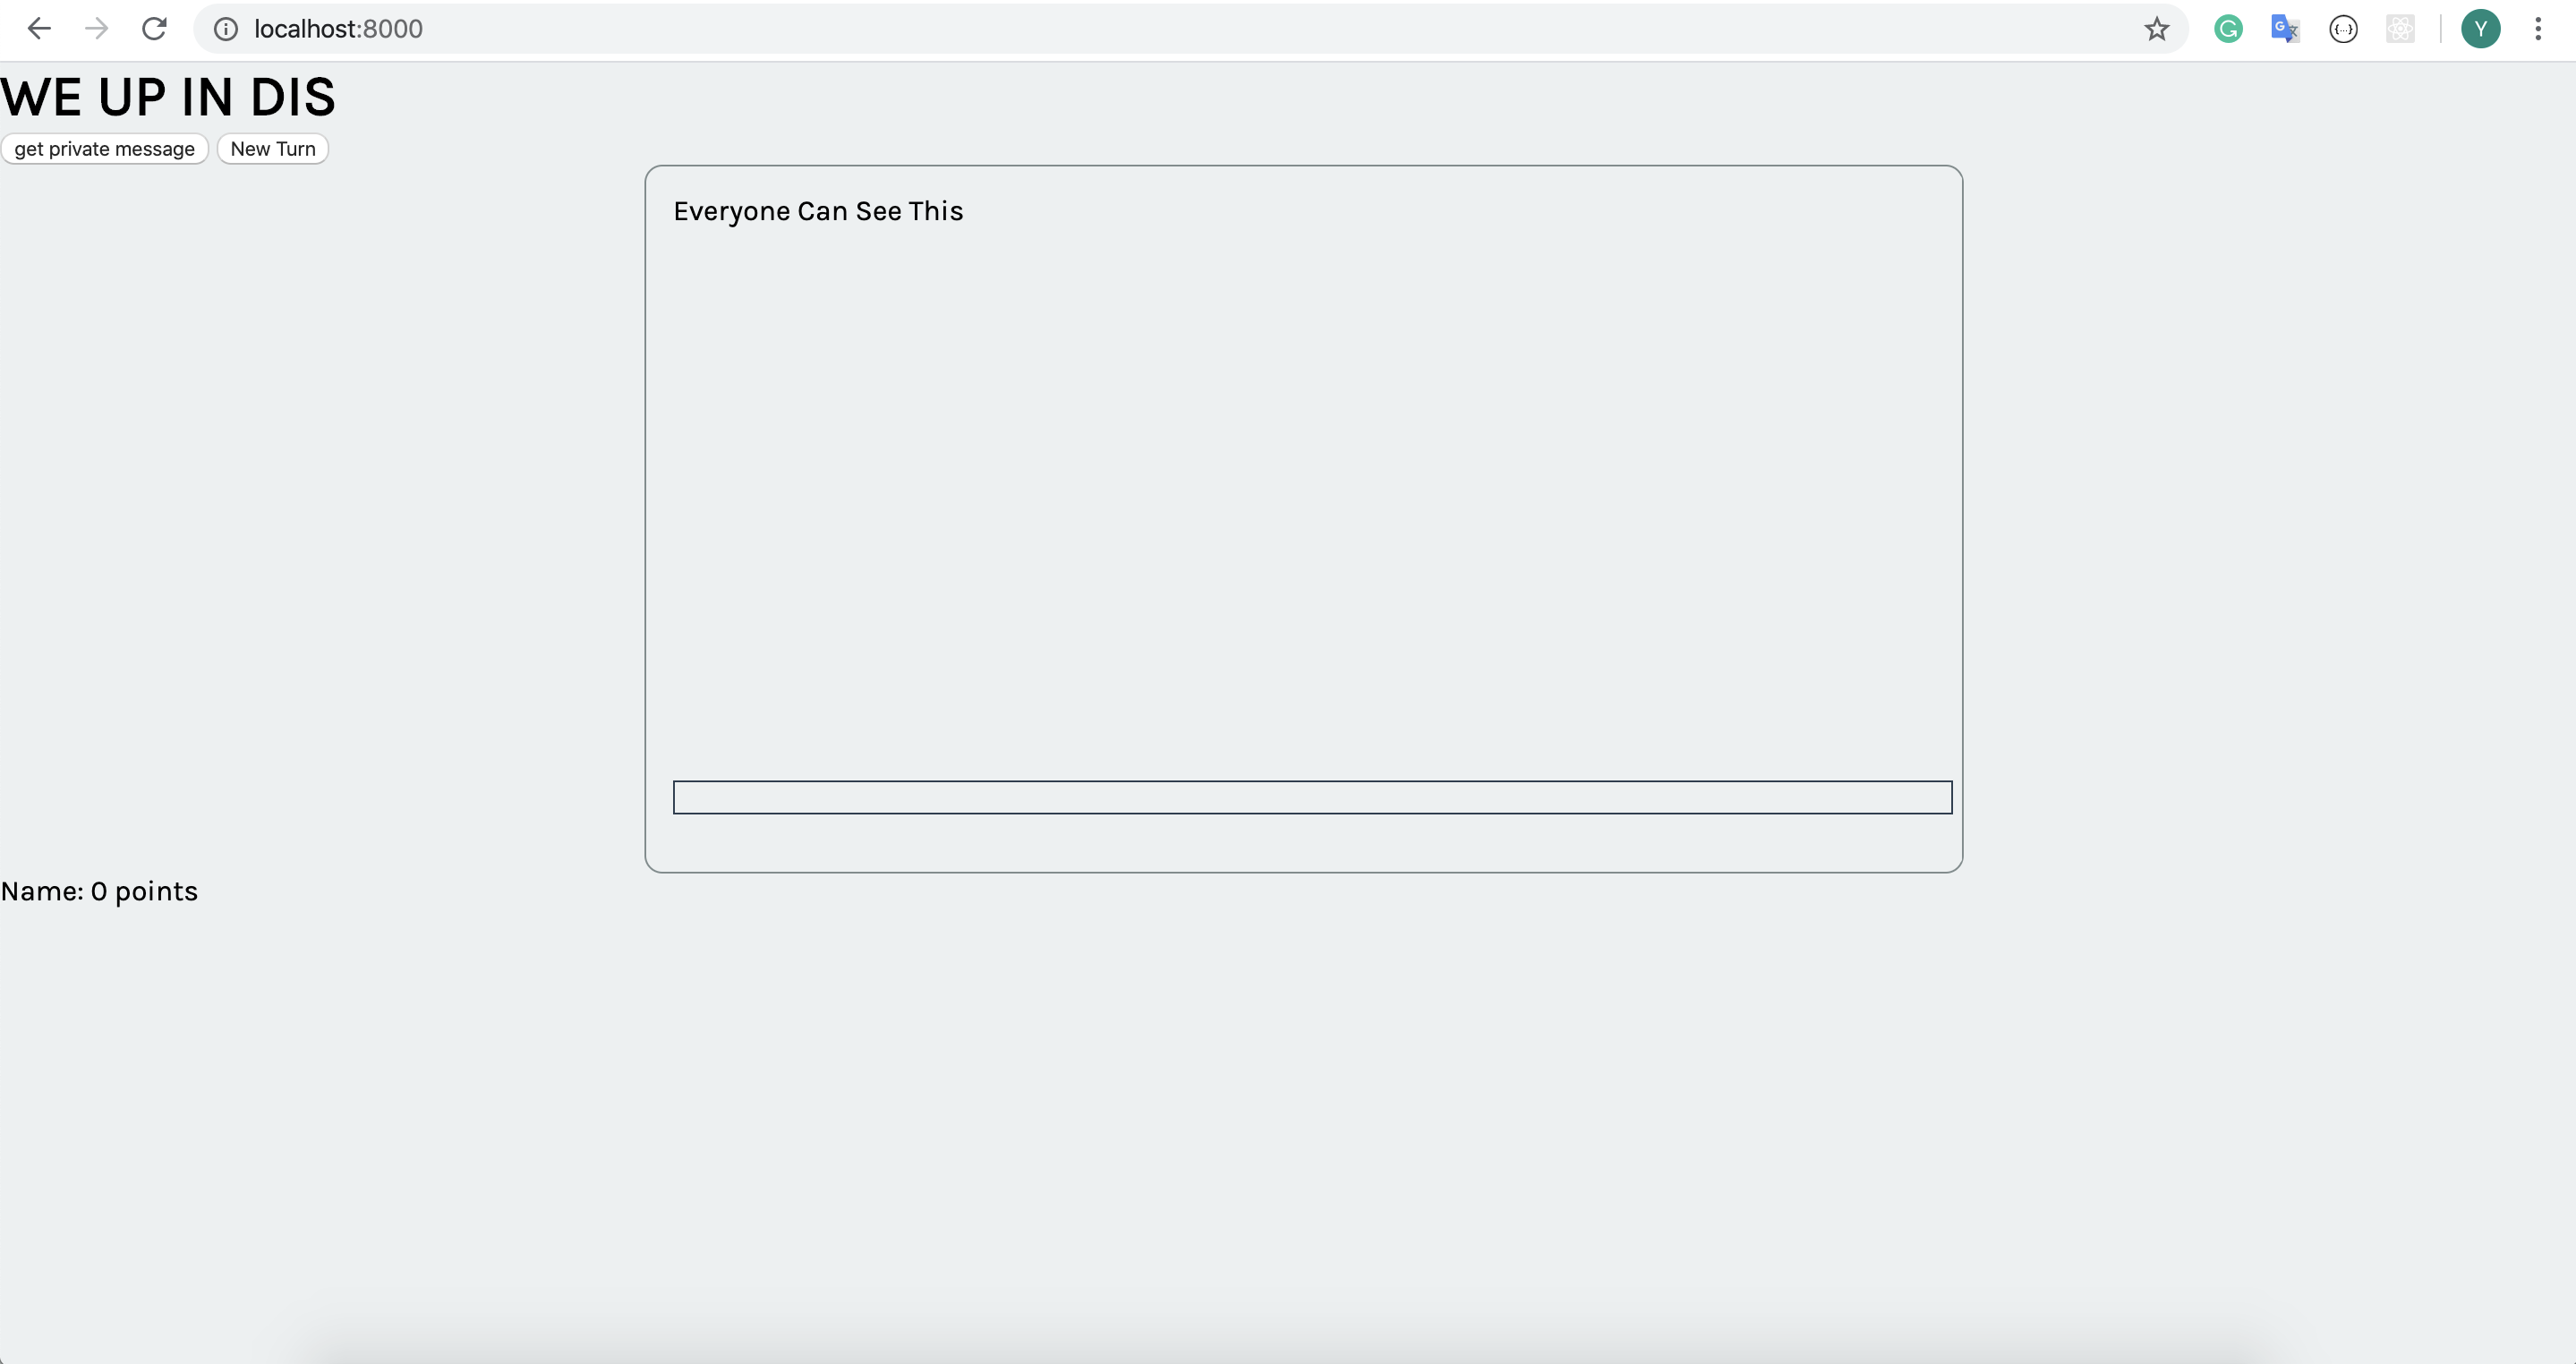 localhost:8000
Y
WE UP IN DIS
get private message New Turn
Everyone Can See This
Name: 0 points